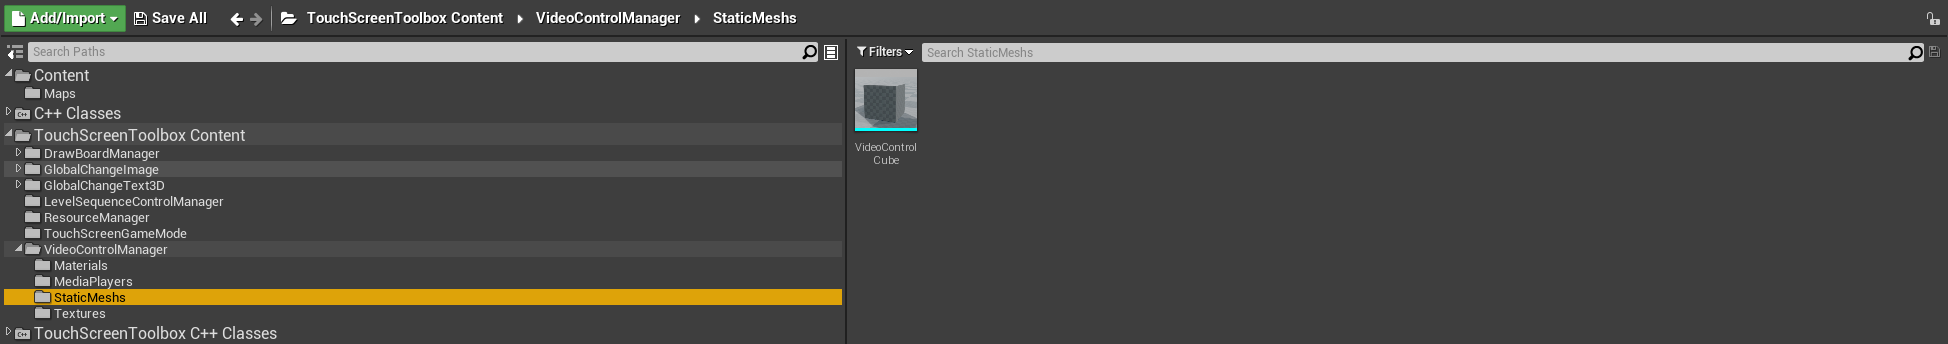 Add/Import Save All TouchScreenToolbox Content VideoControlManager StaticMeshs
Search Paths
Content
Maps
C++ Classes
TouchScreenToolbox Content
DrawBoardManager
GlobalChangeImage
GlobalChangeText3D
LevelSequenceControlManager
ResourceManager
TouchScreenGameMode
VideoControlManager
Materials
MediaPlayers
StaticMeshs
Textures
TouchScreenToolbox C++ Classes
Filters Search StaticMeshs
VideoControl
Cube